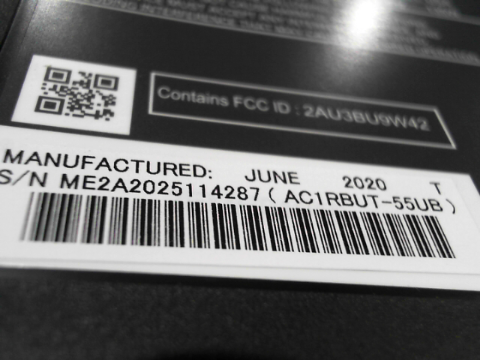 Contains FCC ID : 2AU3BU9W42
MANUFACTURED: JUNE 2020 T
S/N ME2A2025114287 ( AC1RBUT-55UB )